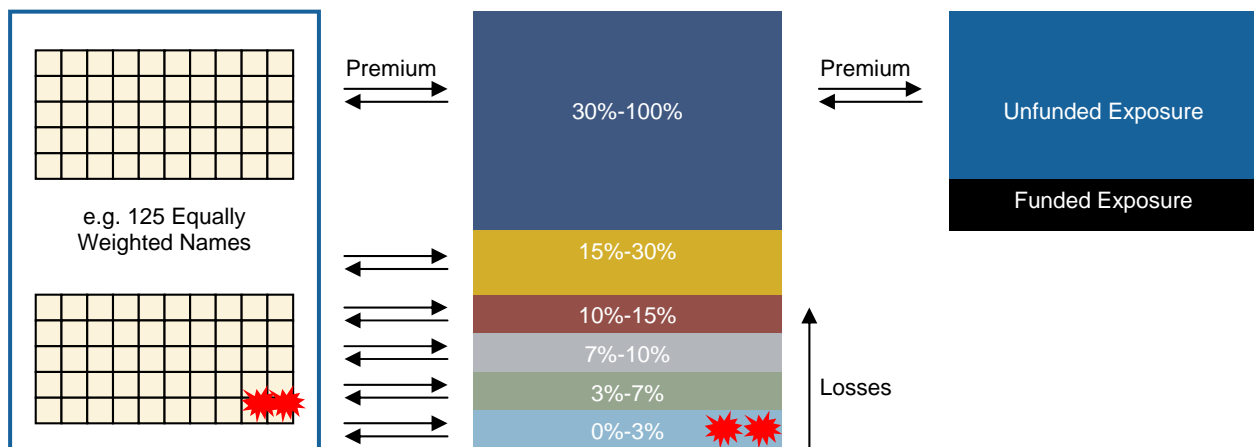 Premium
Premium
30%-100%
Unfunded Exposure
Funded Exposure
e.g. 125 Equally
Weighted Names
15%-30%
10%-15%
7%-10%
3%-7%
Losses
0%-3%